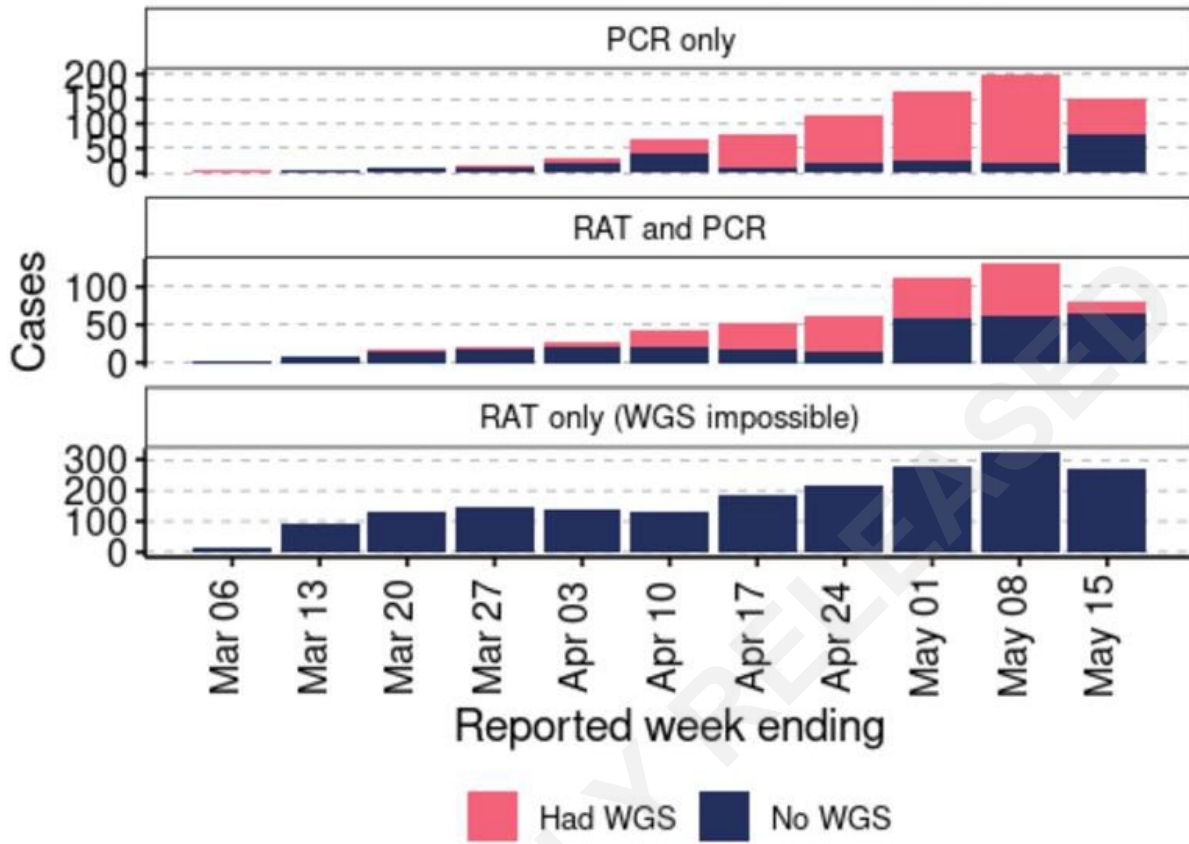 PCR only
200
150
100
50
0
RAT and PCR
100
50
0
RAT only (WGS impossible)
300
200
100
0
Cases
Mar 06
Mar 13
Mar 20
Mar 27
Apr 03
Apr 10
Apr 17
Apr 24
May 01
May 08
May 15
Reported week ending
Had WGS
No WGS
Y RELEASED